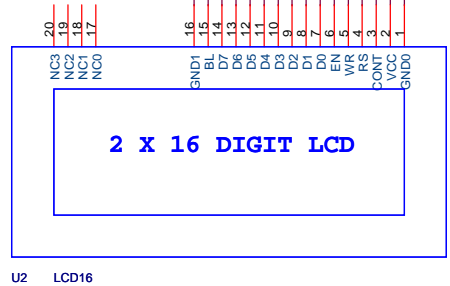 20 19 18 17 16 15 14 13 12 11 10 9 8 7 6 5 4 3 2 1
NC3 NC2 NC1 NC0 GND1 BL D7 D6 D5 D4 D3 D2 D1 D0 EN WR RS CONT VCC GND0
2 X 16 DIGIT LCD
U2 LCD16